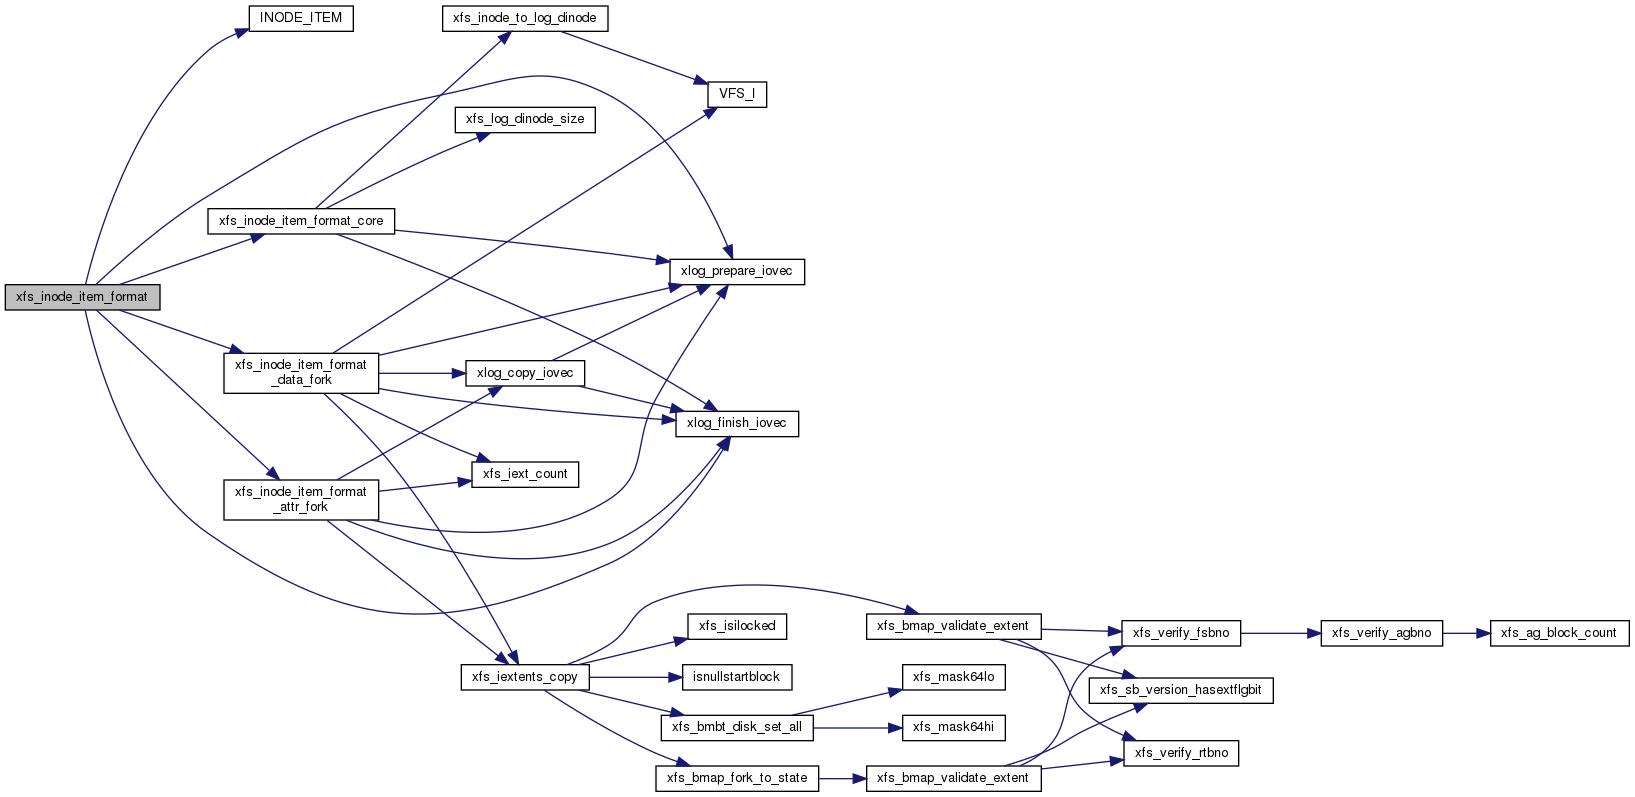 INODE_ITEM
xfs_inode_to_log_dinode
VFS_I
xfs_log_dinode_size
xfs_inode_item_format_core
xlog_prepare_iovec
xfs_inode_item_format
xfs_inode_item_format
_data_fork
xlog_copy_iovec
xlog_finish_iovec
xfs_iext_count
xfs_inode_item_format
_attr_fork
xfs_isilocked
xfs_bmap_validate_extent
xfs_verify_fsbno
xfs_verify_agbno
xfs_ag_block_count
xfs_iextents_copy
isnullstartblock
xfs_mask64lo
xfs_sb_version_hasextflgbit
xfs_bmbt_disk_set_all
xfs_mask64hi
xfs_verify_rtbno
xfs_bmap_fork_to_state
xfs_bmap_validate_extent